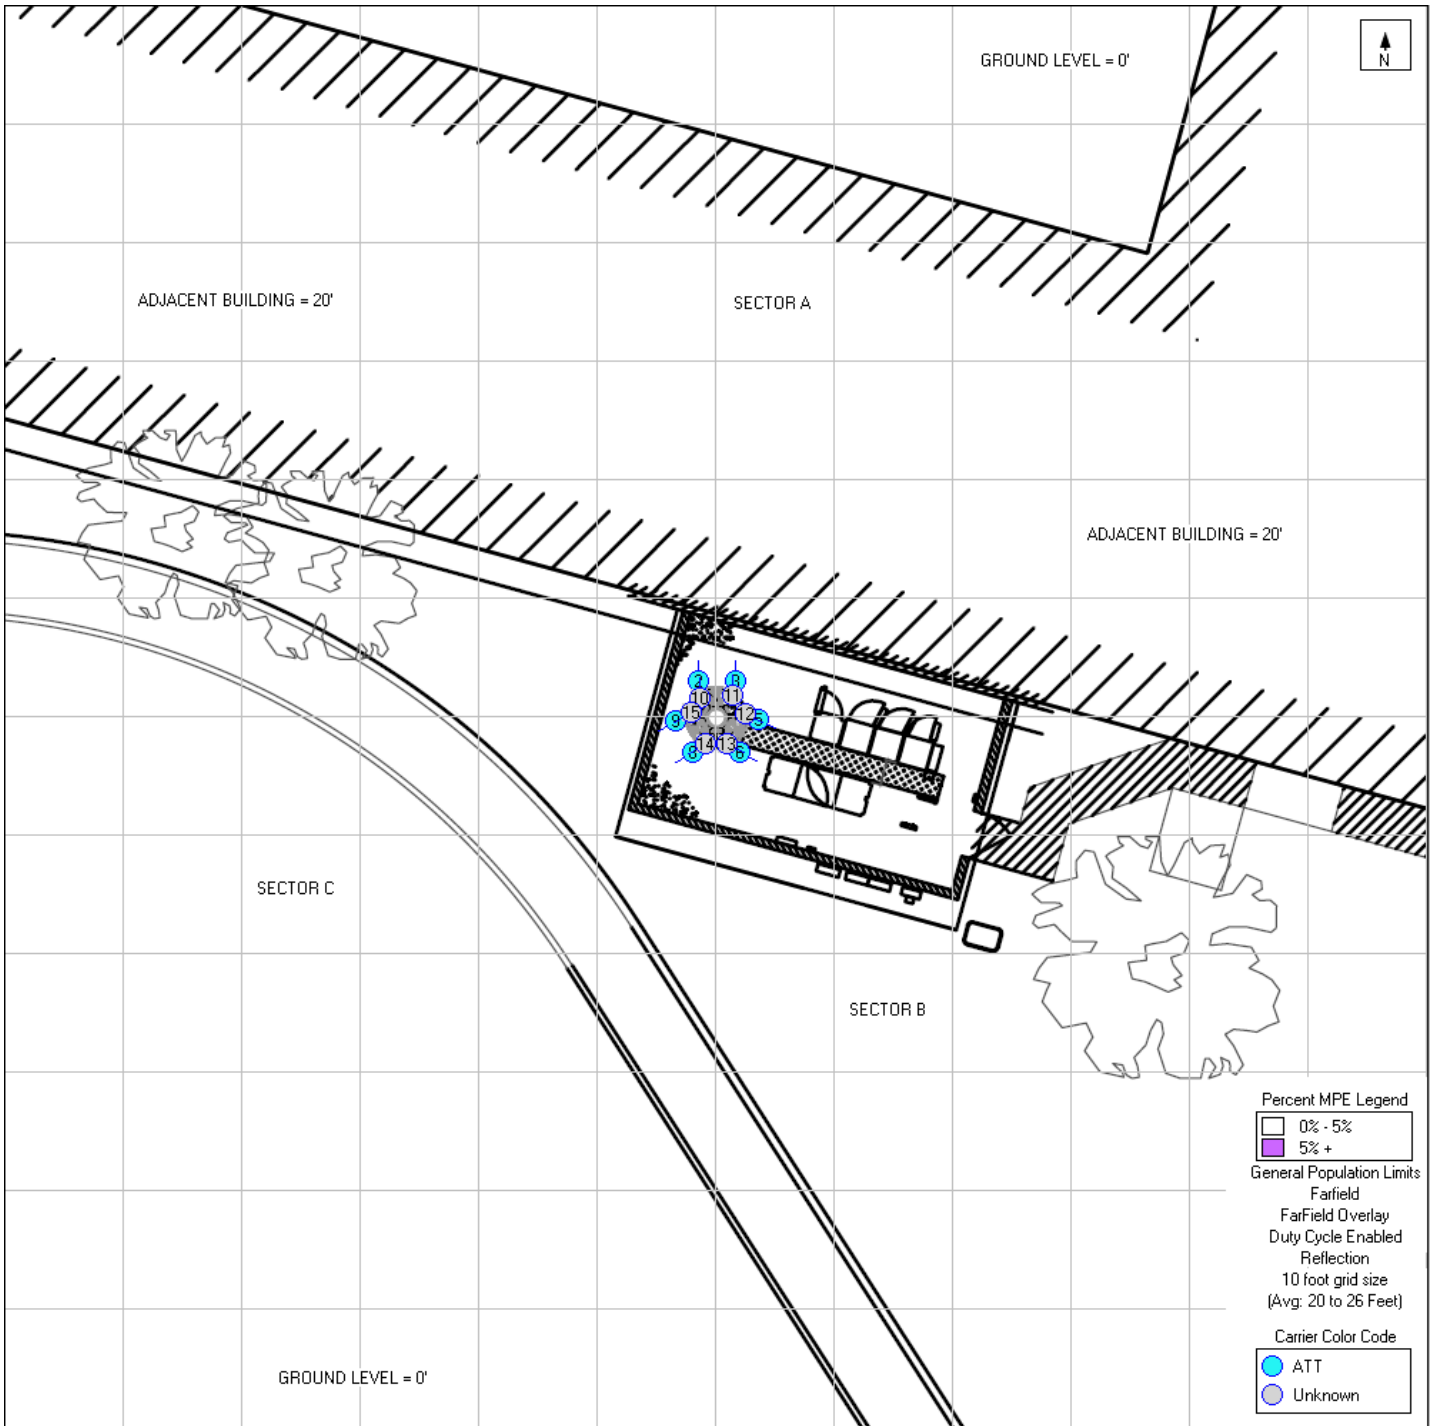 GROUND LEVEL = 0'
N
ADJACENT BUILDING = 20'
SECTOR A
ADJACENT BUILDING = 20'
2
3
10
11
15
12
9
5
14
13
8
6
SECTOR C
SECTOR B
Percent MPE Legend
0% - 5%
5% +
General Population Limits
Farfield
FarField Overlay
Duty Cycle Enabled
Reflection
10 foot grid size
(Avg: 20 to 26 Feet)
Carrier Color Code
ATT
Unknown
GROUND LEVEL = 0'